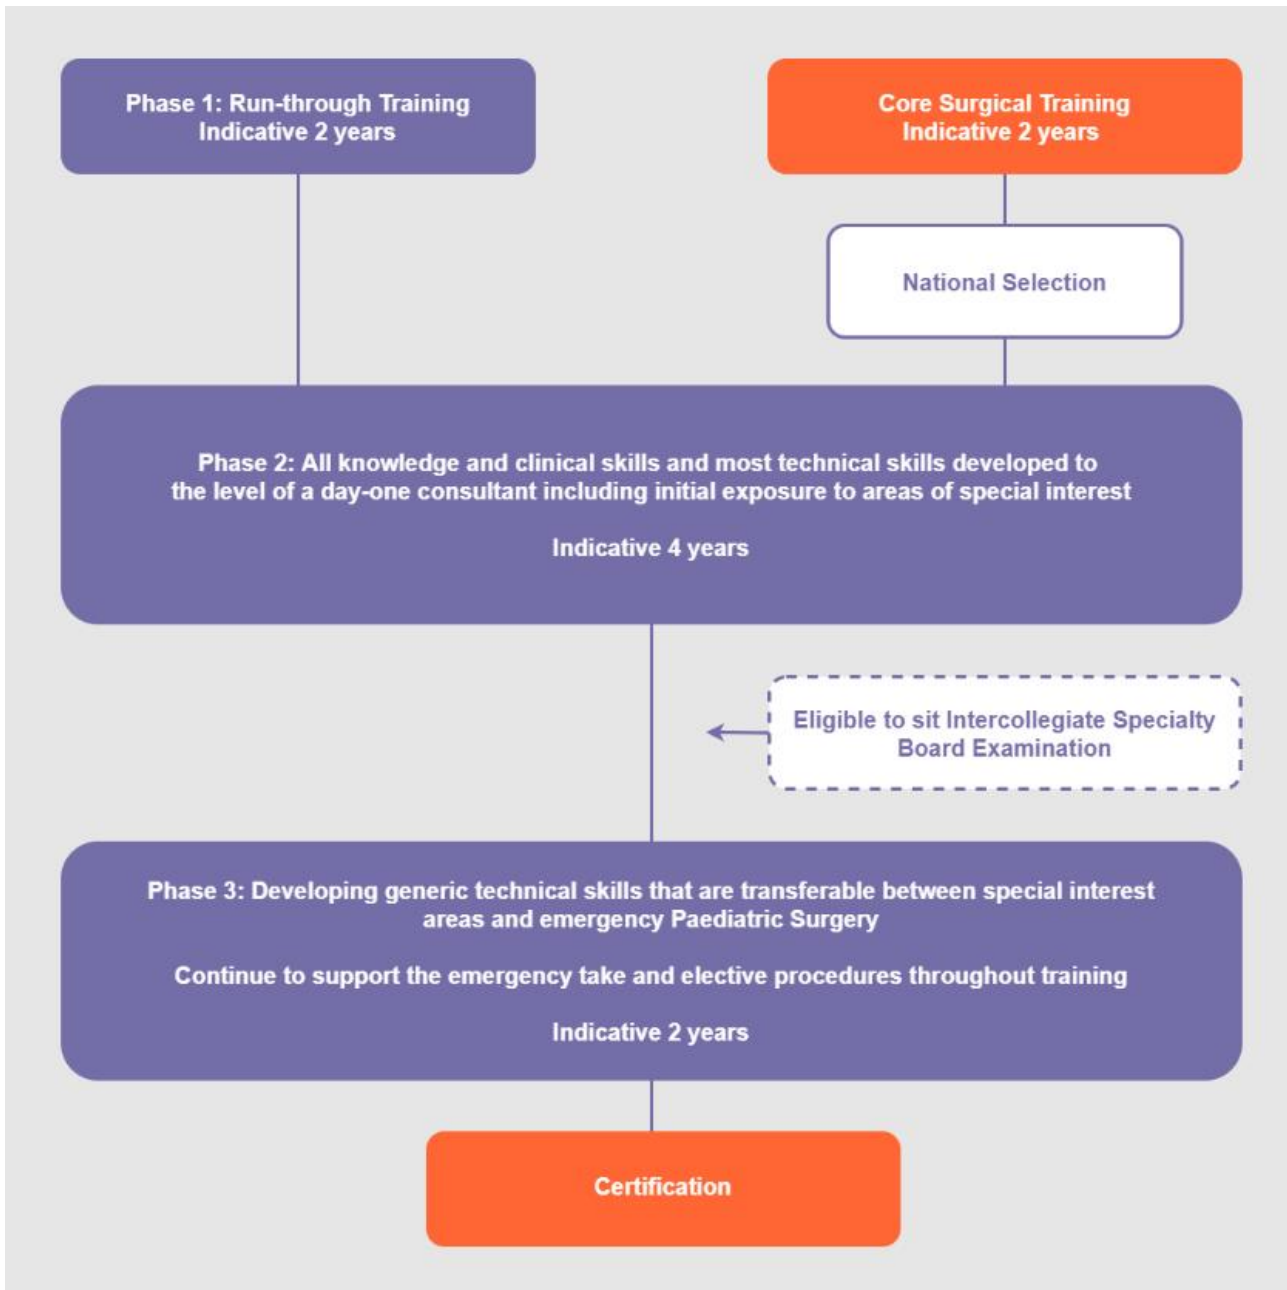 Phase 1: Run-through Training
Indicative 2 years
Core Surgical Training
Indicative 2 years
National Selection
Phase 2: All knowledge and clinical skills and most technical skills developed to
the level of a day-one consultant including initial exposure to areas of special interest
Indicative 4 years
Eligible to sit Intercollegiate Specialty
Board Examination
Phase 3: Developing generic technical skills that are transferable between special interest
areas and emergency Paediatric Surgery
Continue to support the emergency take and elective procedures throughout training
Indicative 2 years
Certification